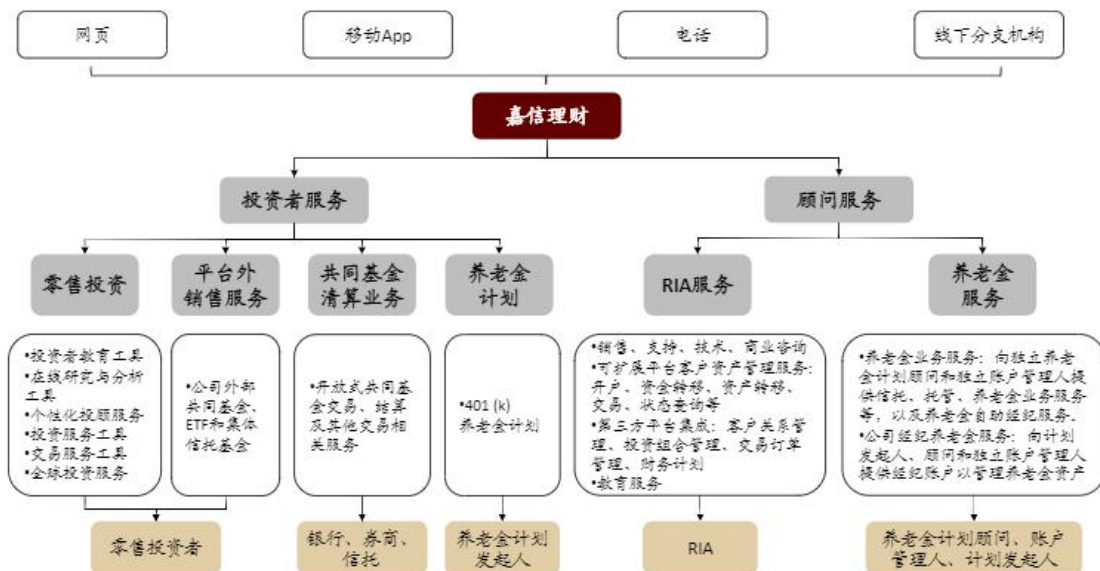 网页
移动App
电话
线下分支机构
嘉信理财
投资者服务
顾问服务
零售投资
平台外
销售服务
共同基金
清算业务
养老金
计划
RIA服务
养老金
服务
•投资者教育工具
•在线研究与分析
工具
•个性化投顾服务
•投资服务工具
•交易服务工具
•全球投资服务
•公司外部
共同基金、
ETF和集体
信托基金
•开放式共同基
金交易、结算
及其他交易相
关服务
•401 (k)
养老金计划
•销售、支持、技术、商业咨询
•可扩展平台客户资产管理服务：
开户、资金转移、资产转移、
交易、状态查询等
•第三方平台集成：客户关系管
理、投资组合管理、交易订单
管理、财务计划
•教育服务
•养老金业务服务：向独立养老
金计划顾问和独立账户管理人提
供信托、托管、养老金业务服务
等，以及养老金自助经纪服务。
•公司经纪养老金服务：向计划
发起人、顾问和独立账户管理人
提供经纪账户以管理养老金资产
零售投资者
银行、券商、
信托
养老金计划
发起人
RIA
养老金计划顾问、账户
管理人、计划发起人